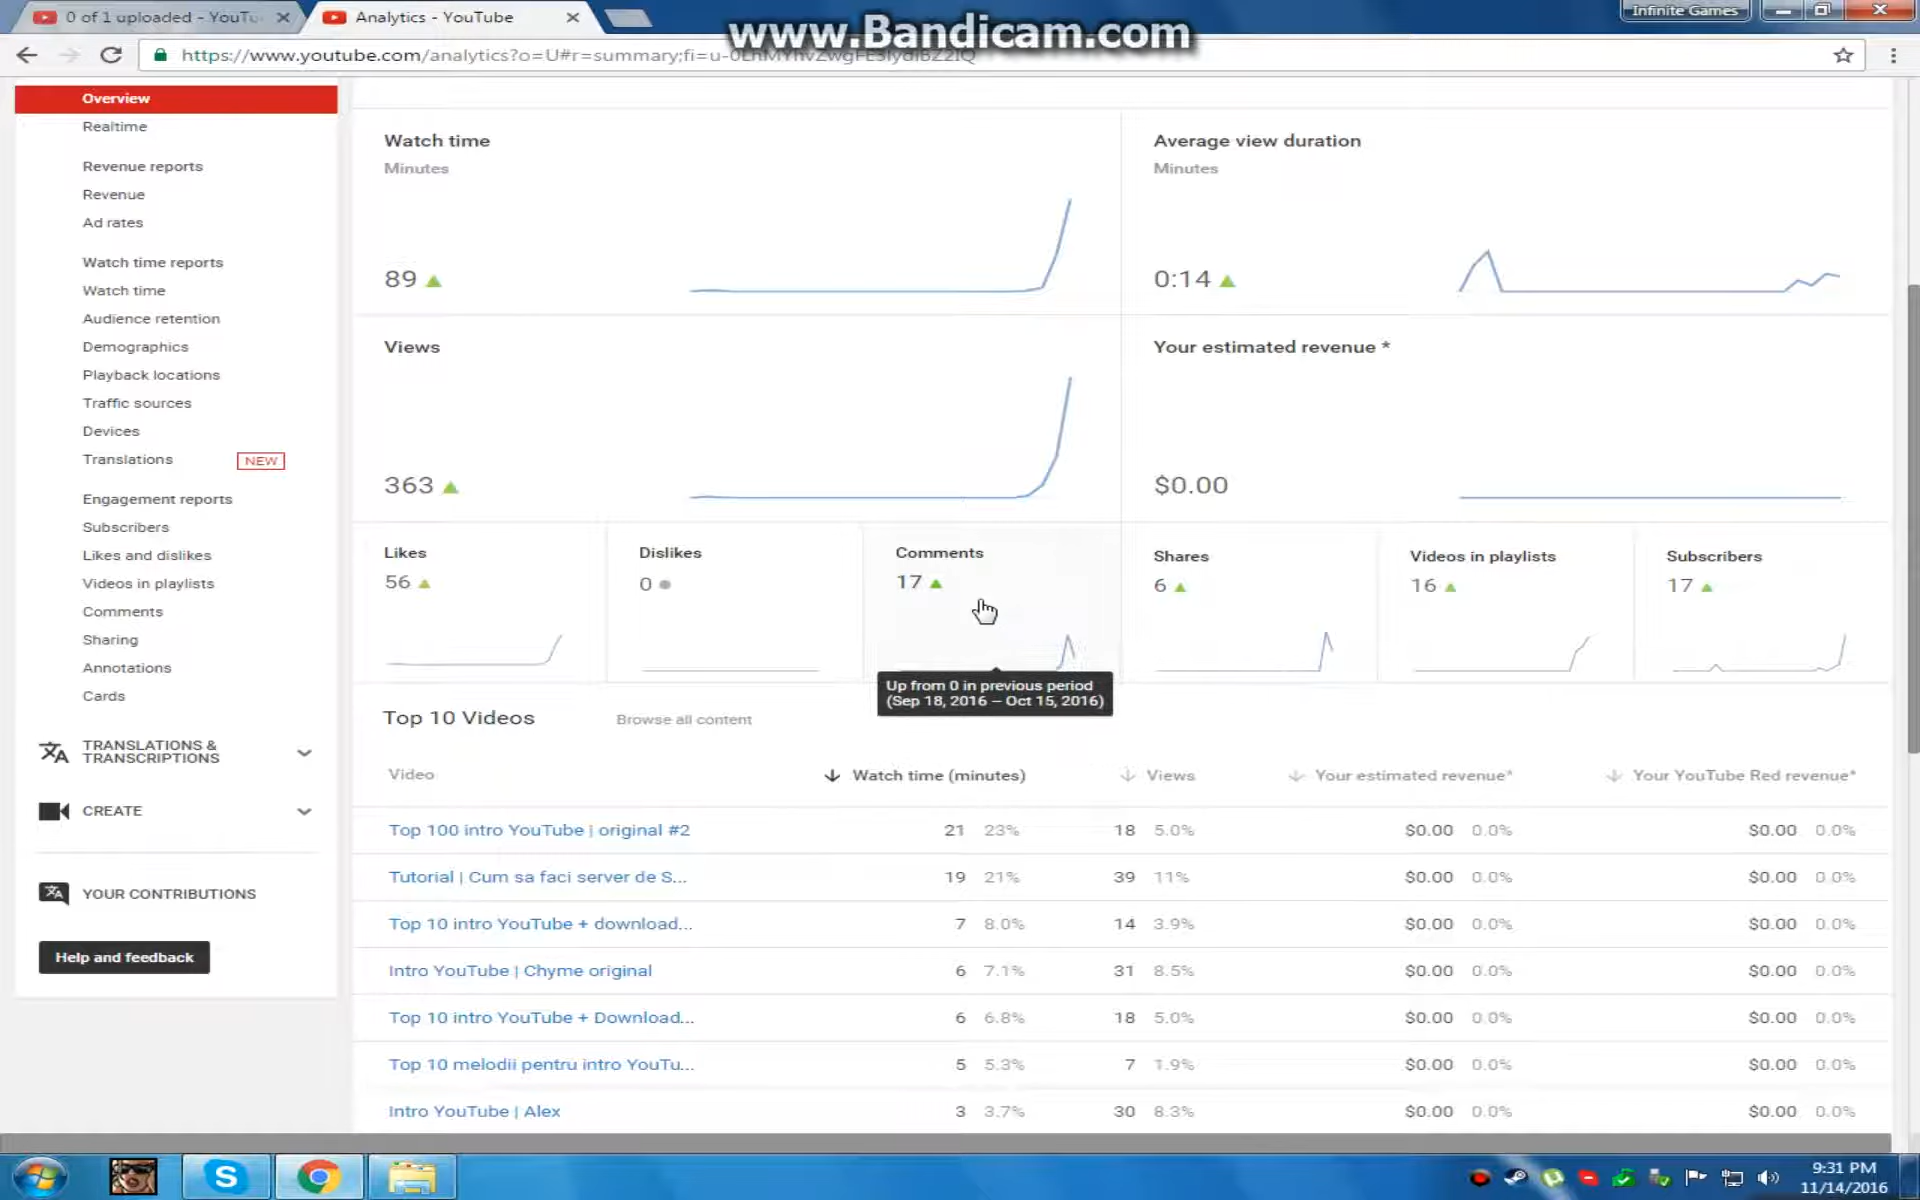 0 of 1 uploaded - YouTu
Analytics - YouTube
www.Bandicam.com
Infinite Games
https://www.youtube.com/analytics?o=U#r=summary;fi=u-
Overview
Realtime
Revenue reports
Revenue
Ad rates
Watch time reports
Watch time
Audience retention
Demographics
Playback locations
Traffic sources
Devices
Translations NEW
Engagement reports
Subscribers
Likes and dislikes
Videos in playlists
Comments
Sharing
Annotations
Cards
TRANSLATIONS &
TRANSCRIPTIONS
CREATE
YOUR CONTRIBUTIONS
Help and feedback
Watch time
Minutes
89
Average view duration
Minutes
0:14
Views
363
Your estimated revenue *
$0.00
Likes
56
Dislikes
0
Comments
17
Shares
6
Videos in playlists
16
Subscribers
17
Up from 0 in previous period
(Sep 18, 2016 – Oct 15, 2016)
Top 10 Videos Browse all content
Video Watch time (minutes) Views Your estimated revenue* Your YouTube Red revenue*
Top 100 intro YouTube | original #2 21 23% 18 5.0% $0.00 0.0% $0.00 0.0%
Tutorial | Cum sa faci server de S... 19 21% 39 11% $0.00 0.0% $0.00 0.0%
Top 10 intro YouTube + download... 7 8.0% 14 3.9% $0.00 0.0% $0.00 0.0%
Intro YouTube | Chyme original 6 7.1% 31 8.5% $0.00 0.0% $0.00 0.0%
Top 10 intro YouTube + Download... 6 6.8% 18 5.0% $0.00 0.0% $0.00 0.0%
Top 10 melodii pentru intro YouTu... 5 5.3% 7 1.9% $0.00 0.0% $0.00 0.0%
Intro YouTube | Alex 3 3.7% 30 8.3% $0.00 0.0% $0.00 0.0%
9:31 PM
11/14/2016